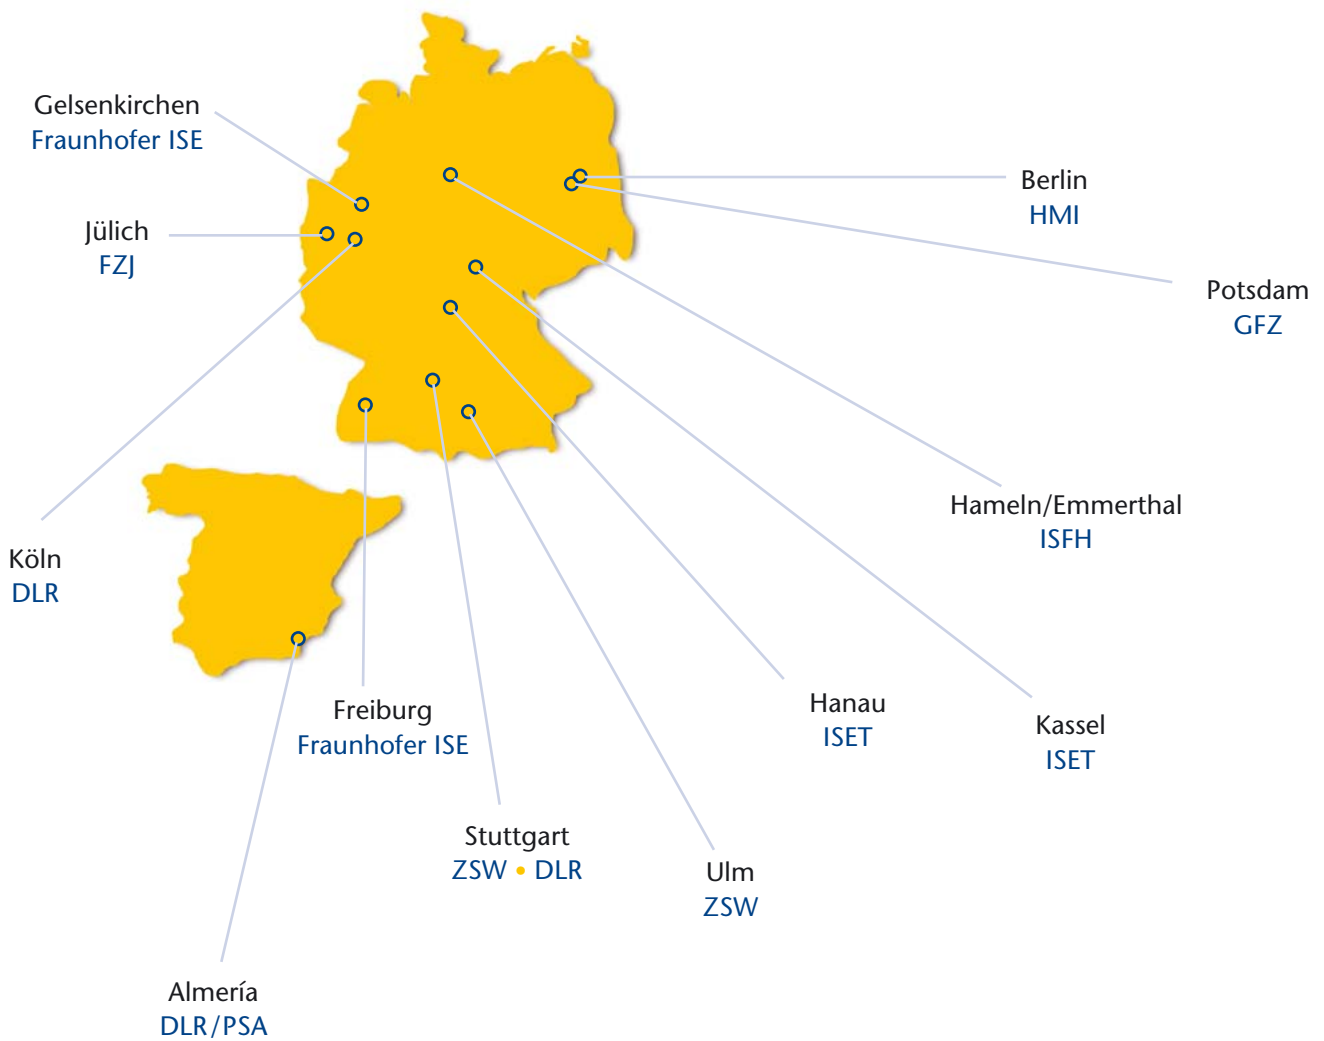 Gelsenkirchen
Fraunhofer ISE
Jülich
FZJ
Berlin
HMI
Potsdam
GFZ
Hameln/Emmerthal
ISFH
Köln
DLR
Freiburg
Fraunhofer ISE
Hanau
ISET
Kassel
ISET
Stuttgart
ZSW • DLR
Ulm
ZSW
Almería
DLR/PSA